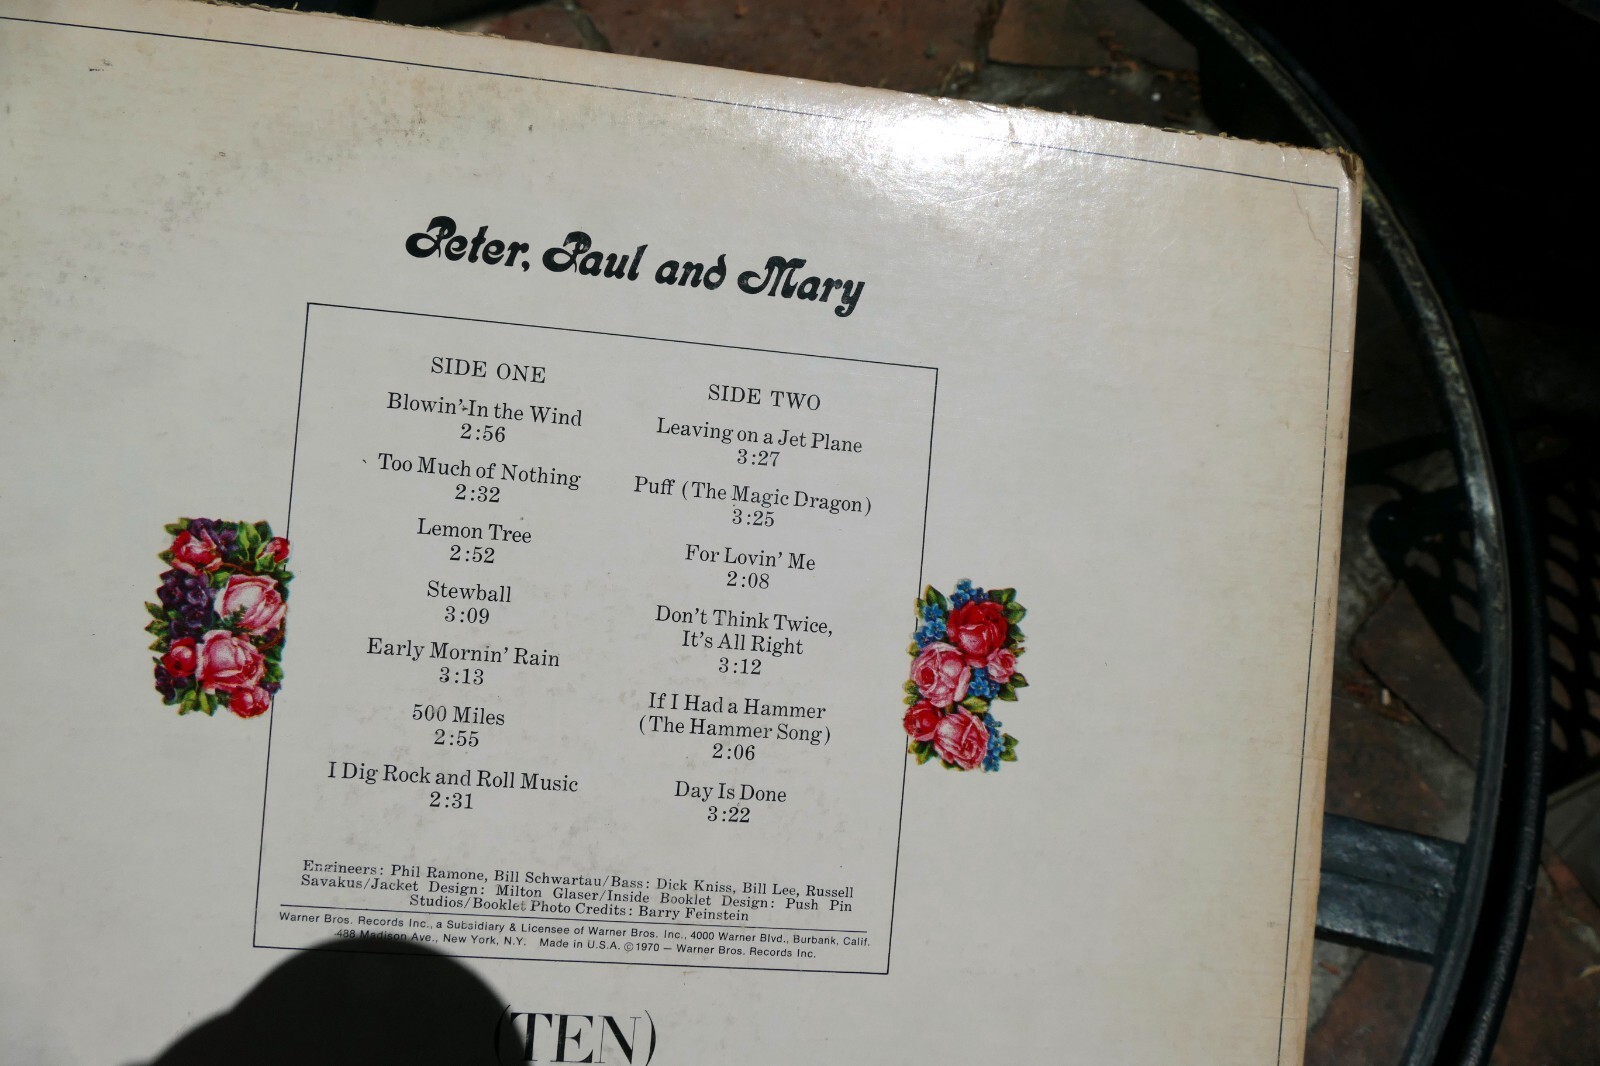 Peter, Paul and Mary
SIDE ONE
Blowin' In the Wind
2:56
Too Much of Nothing
2:32
Lemon Tree
2:52
Stewball
3:09
Early Mornin' Rain
3:13
500 Miles
2:55
I Dig Rock and Roll Music
2:31
SIDE TWO
Leaving on a Jet Plane
3:27
Puff (The Magic Dragon)
3:25
For Lovin' Me
2:08
Don't Think Twice,
It's All Right
3:12
If I Had a Hammer
(The Hammer Song)
2:06
Day Is Done
3:22
Engineers: Phil Ramone, Bill Schwartau/Bass: Dick Kniss, Bill Lee, Russell
Savakus/Jacket Design: Milton Glaser/Inside Booklet Design: Push Pin
Studios/Booklet Photo Credits: Barry Feinstein
Warner Bros. Records Inc., a Subsidiary & Licensee of Warner Bros. Inc., 4000 Warner Blvd., Burbank, Calif.
488 Madison Ave., New York, N.Y. Made in U.S.A. ©1970 — Warner Bros. Records Inc.
(TEN)